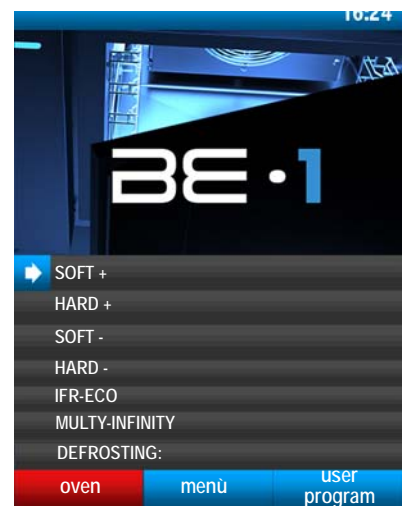 16:24
BE·1
SOFT +
HARD +
SOFT -
HARD -
IFR-ECO
MULTY-INFINITY
DEFROSTING:
oven
menù
user
program